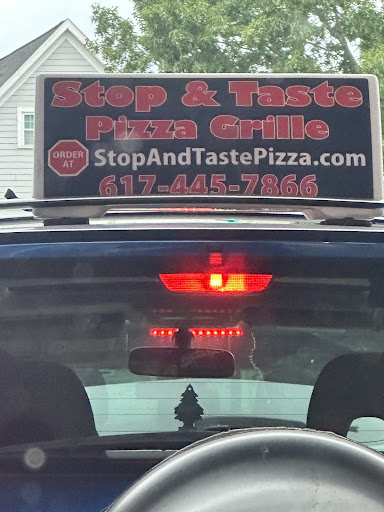 Stop & Taste
Pizza Grille
ORDER AT StopAndTastePizza.com
617-445-7866